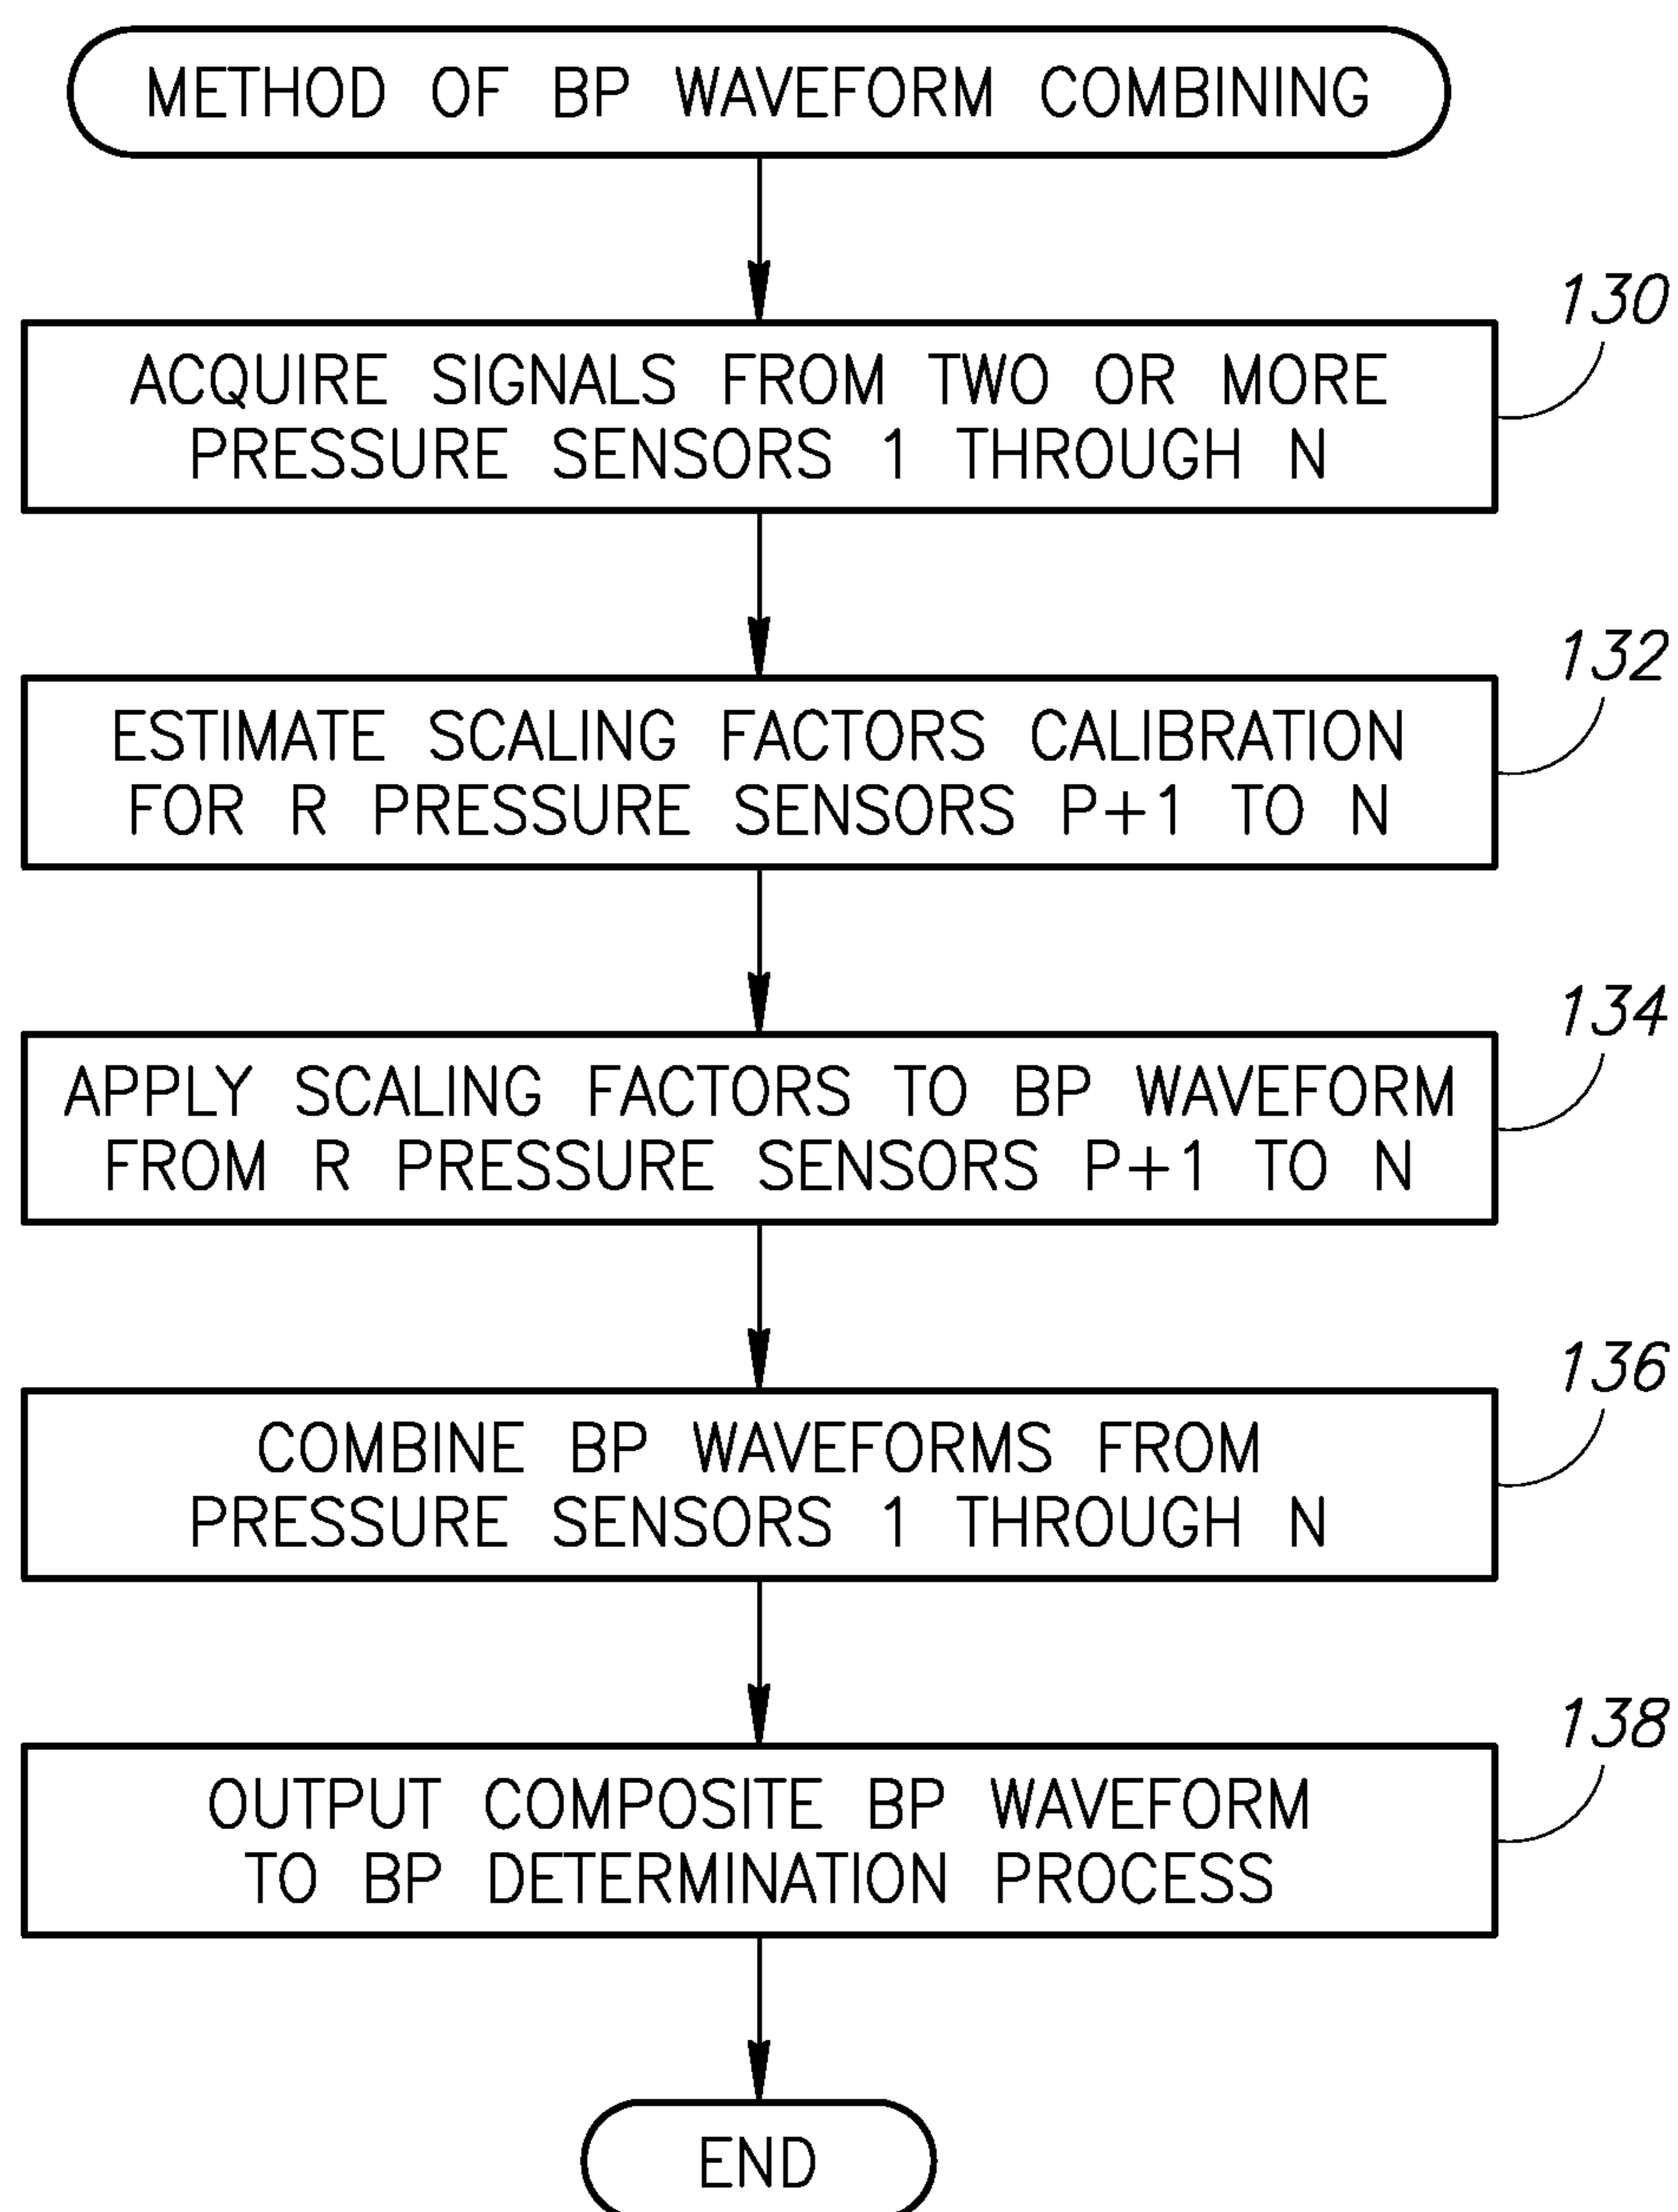 METHOD OF BP WAVEFORM COMBINING
130
ACQUIRE SIGNALS FROM TWO OR MORE
PRESSURE SENSORS 1 THROUGH N
132
ESTIMATE SCALING FACTORS CALIBRATION
FOR R PRESSURE SENSORS P+1 TO N
134
APPLY SCALING FACTORS TO BP WAVEFORM
FROM R PRESSURE SENSORS P+1 TO N
136
COMBINE BP WAVEFORMS FROM
PRESSURE SENSORS 1 THROUGH N
138
OUTPUT COMPOSITE BP WAVEFORM
TO BP DETERMINATION PROCESS
END